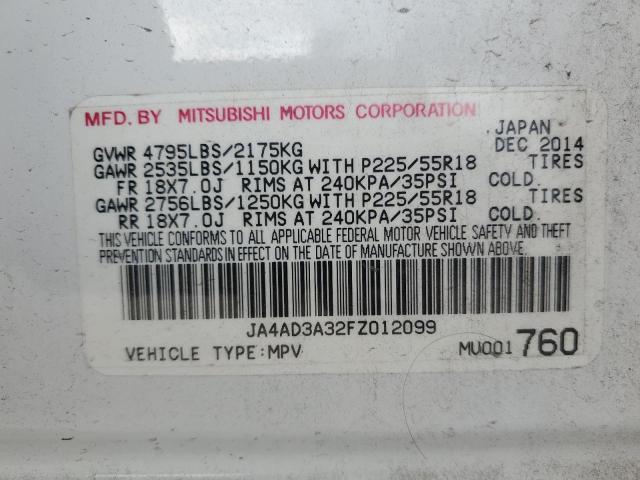 MFD. BY MITSUBISHI MOTORS CORPORATION JAPAN
GVWR 4795LBS/2175KG DEC 2014
GAWR 2535LBS/1150KG WITH P225/55R18 TIRES
FR 18X7.0J RIMS AT 240KPA/35PSI COLD.
GAWR 2756LBS/1250KG WITH P225/55R18 TIRES
RR 18X7.0J RIMS AT 240KPA/35PSI COLD.
THIS VEHICLE CONFORMS TO ALL APPLICABLE FEDERAL MOTOR VEHICLE SAFETY AND THEFT
PREVENTION STANDARDS IN EFFECT ON THE DATE OF MANUFACTURE SHOWN ABOVE.
JA4AD3A32FZ012099
VEHICLE TYPE:MPV MU001 760